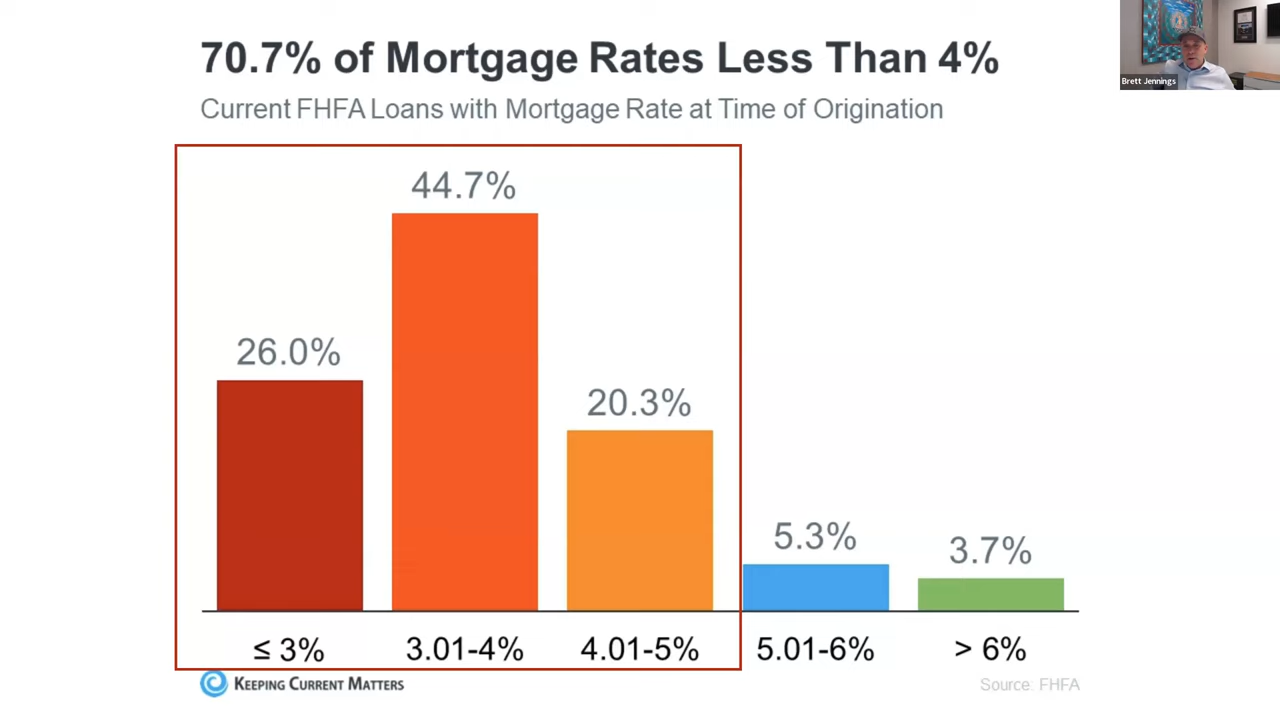 70.7% of Mortgage Rates Less Than 4%
Current FHFA Loans with Mortgage Rate at Time of Origination
Brett Jennings
44.7%
26.0%
20.3%
5.3%
3.7%
≤ 3%
3.01-4%
4.01-5%
5.01-6%
> 6%
KEEPING CURRENT MATTERS
Source: FHFA